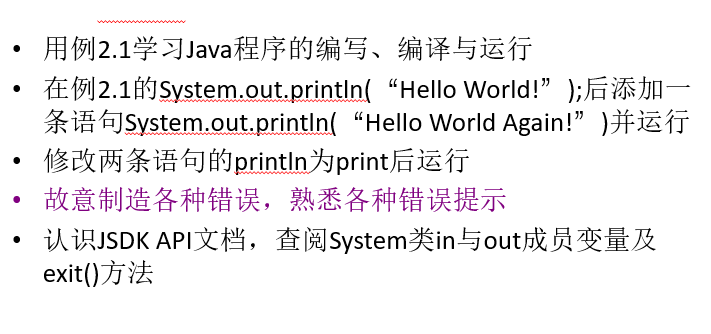 • 用例2.1学习Java程序的编写、编译与运行
• 在例2.1的System.out.println(“Hello World!”);后添加一
条语句System.out.println(“Hello World Again!”)并运行
• 修改两条语句的println为print后运行
• 故意制造各种错误，熟悉各种错误提示
• 认识JSDK API文档，查阅System类in与out成员变量及
exit()方法